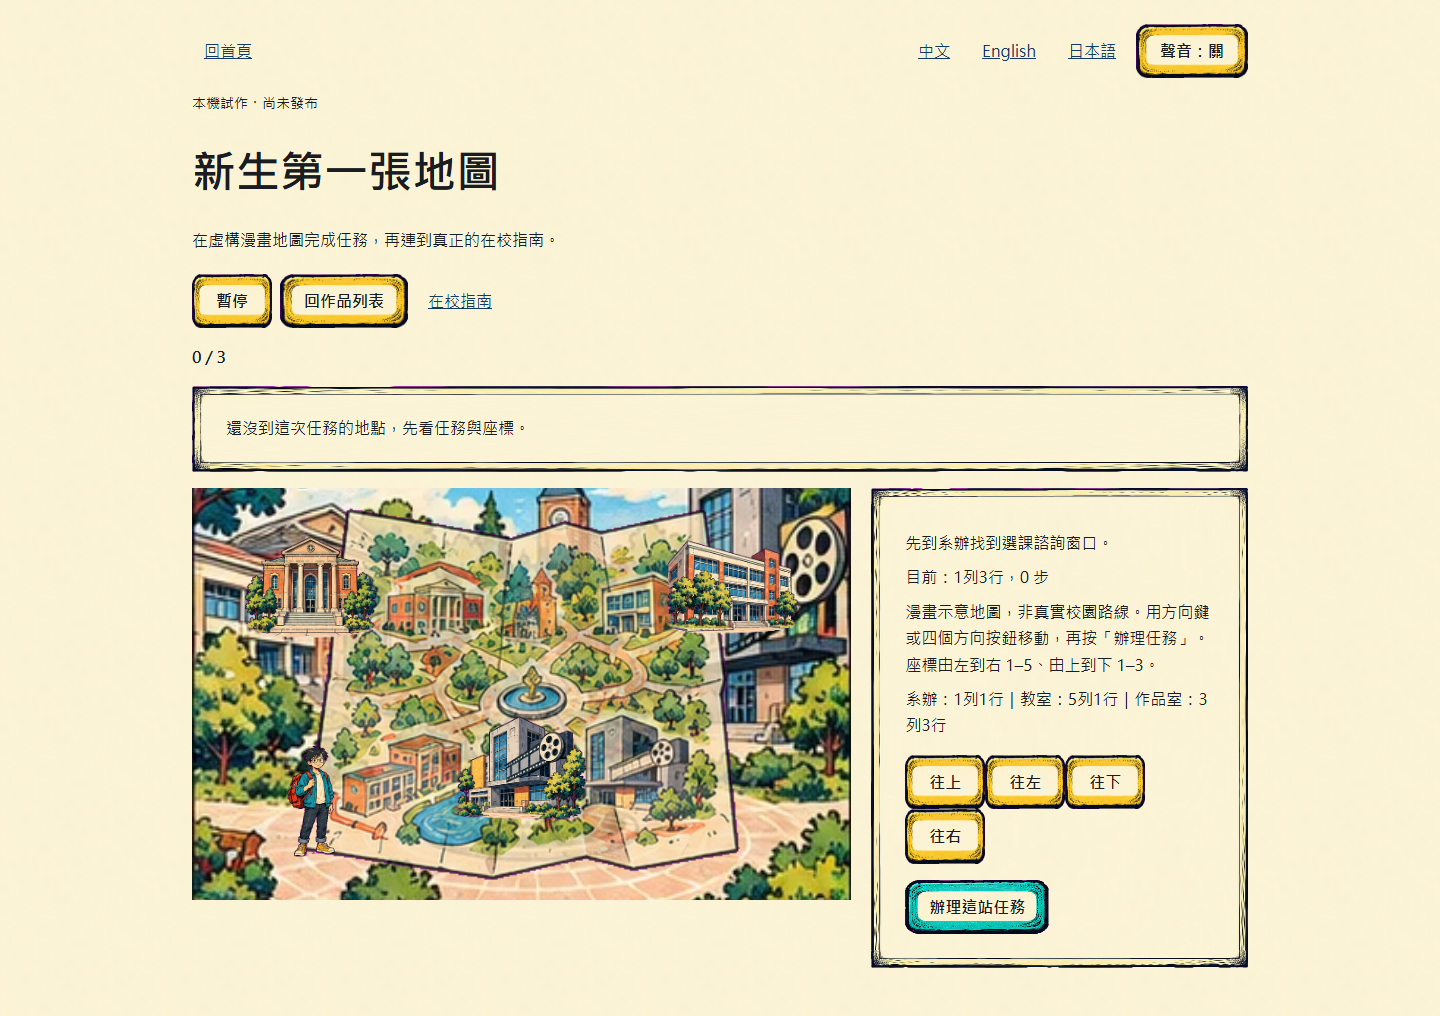 回首頁
中文 English 日本語 聲音：關
本機試作・尚未發布
新生第一張地圖
在虛構漫畫地圖完成任務，再連到真正的在校指南。
暫停 回作品列表 在校指南
0 / 3
還沒到這次任務的地點，先看任務與座標。
先到系辦找到選課諮詢窗口。
目前：1列3行，0 步
漫畫示意地圖，非真實校園路線。用方向鍵
或四個方向按鈕移動，再按「辦理任務」。
座標由左到右 1–5、由上到下 1–3。
系辦：1列1行 | 教室：5列1行 | 作品室：3
列3行
往上 往左 往下
往右
辦理這站任務